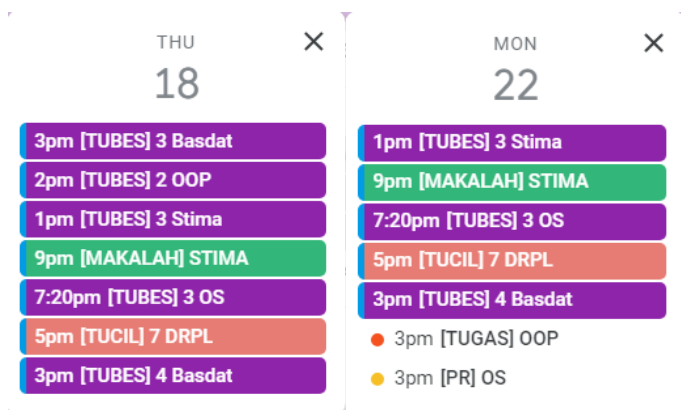 THU
18
3pm [TUBES] 3 Basdat
2pm [TUBES] 2 OOP
1pm [TUBES] 3 Stima
9pm [MAKALAH] STIMA
7:20pm [TUBES] 3 OS
5pm [TUCIL] 7 DRPL
3pm [TUBES] 4 Basdat
MON
22
1pm [TUBES] 3 Stima
9pm [MAKALAH] STIMA
7:20pm [TUBES] 3 OS
5pm [TUCIL] 7 DRPL
3pm [TUBES] 4 Basdat
3pm [TUGAS] OOP
3pm [PR] OS